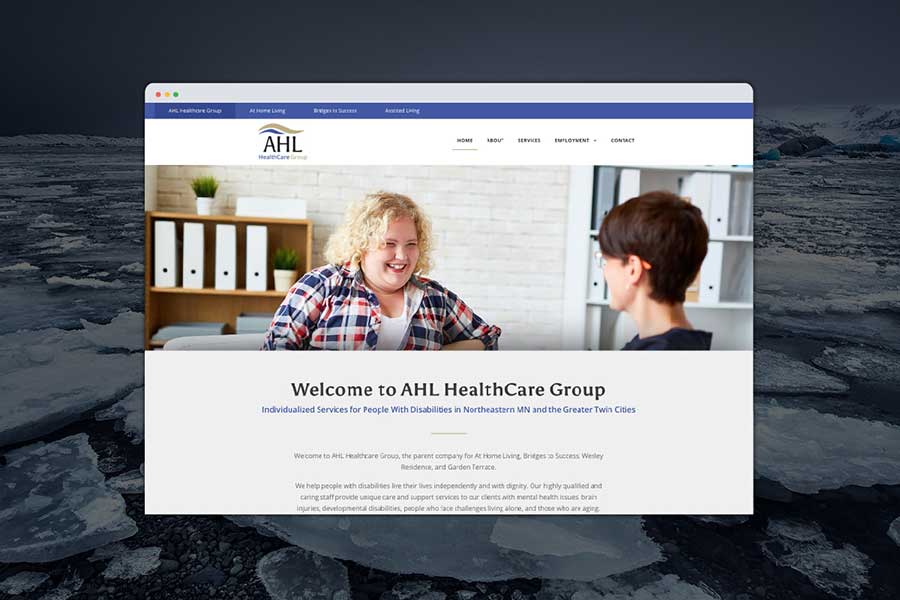 AHL Healthcare Group At Home Living Bridges to Success Assisted Living
AHL
HealthCare Group
HOME ABOUT SERVICES EMPLOYMENT CONTACT
Welcome to AHL HealthCare Group
Individualized Services for People With Disabilities in Northeastern MN and the Greater Twin Cities
Welcome to AHL Healthcare Group, the parent company for At Home Living, Bridges to Success, Wesley
Residence, and Garden Terrace.
We help people with disabilities live their lives independently and with dignity. Our highly qualified and
caring staff provide unique care and support services to our clients with mental health issues, brain
injuries, developmental disabilities, people who face challenges living alone, and those who are aging.